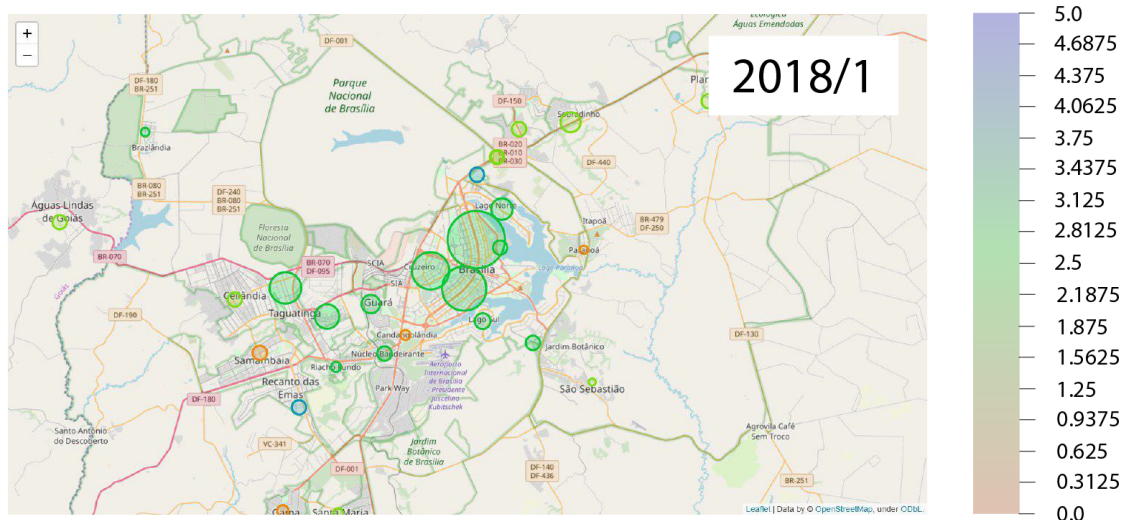 +
−
DF-001
Ecológica
Águas Emendadas
5.0
4.6875
4.375
4.0625
3.75
3.4375
3.125
2.8125
2.5
2.1875
1.875
1.5625
1.25
0.9375
0.625
0.3125
0.0
2018/1
DF-180
BR-251
Parque
Nacional
de Brasília
DF-150
Sobradinho
Brazlândia
BR-020
BR-010
BR-030
DF-440
BR-080
BR-251
DF-240
BR-080
BR-251
Águas Lindas
de Goiás
Lago Norte
Itapoã
BR-479
DF-250
Floresta
Nacional
de Brasília
BR-070
BR-070
DF-095
SCIA
Cruzeiro
Brasília
Paranoá
Lago Paranoá
SIA
Goiás
Ceilândia
Guará
Taguatinga
DF-190
Lago Sul
Candangolândia
DF-130
Núcleo Bandeirante
Jardim Botânico
Samambaia
Riacho Fundo
Aeroporto
Internacional
de Brasília
- Presidente
Juscelino
Kubitschek
Recanto das
Emas
Park Way
São Sebastião
DF-180
Santo Antônio
do Descoberto
VC-341
Jardim
Botânico
de Brasília
Agrovila Café
Sem Troco
DF-001
DF-140
DF-436
BR-251
Gama
Santa Maria
Leaflet | Data by © OpenStreetMap, under ODbL.